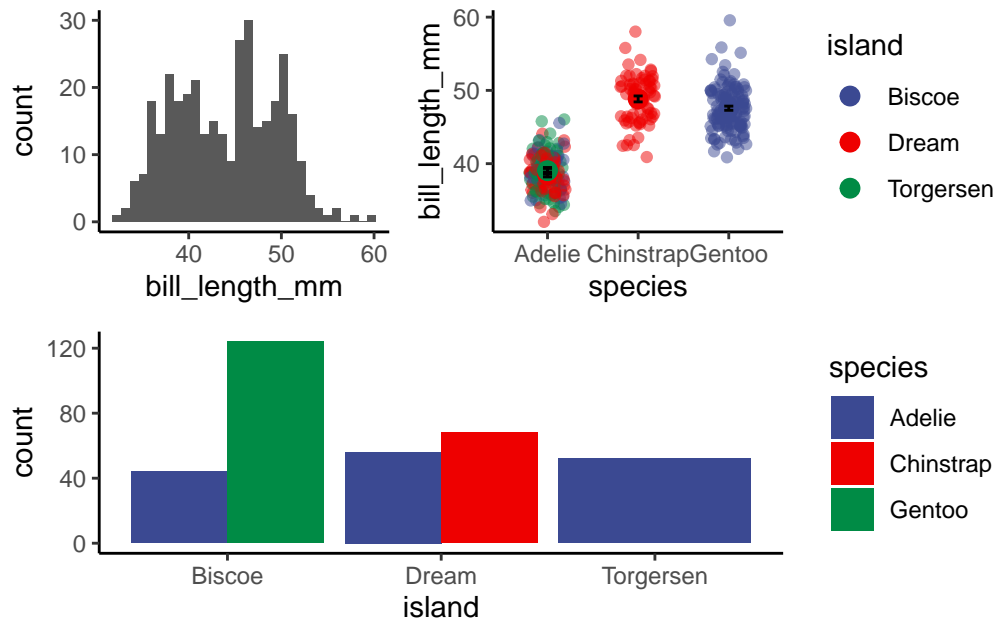 count
30
20
10
0
40 50 60
bill_length_mm
bill_length_mm
60
50
40
Adelie Chinstrap Gentoo
species
island
Biscoe
Dream
Torgersen
count
120
80
40
0
Biscoe Dream Torgersen
island
species
Adelie
Chinstrap
Gentoo